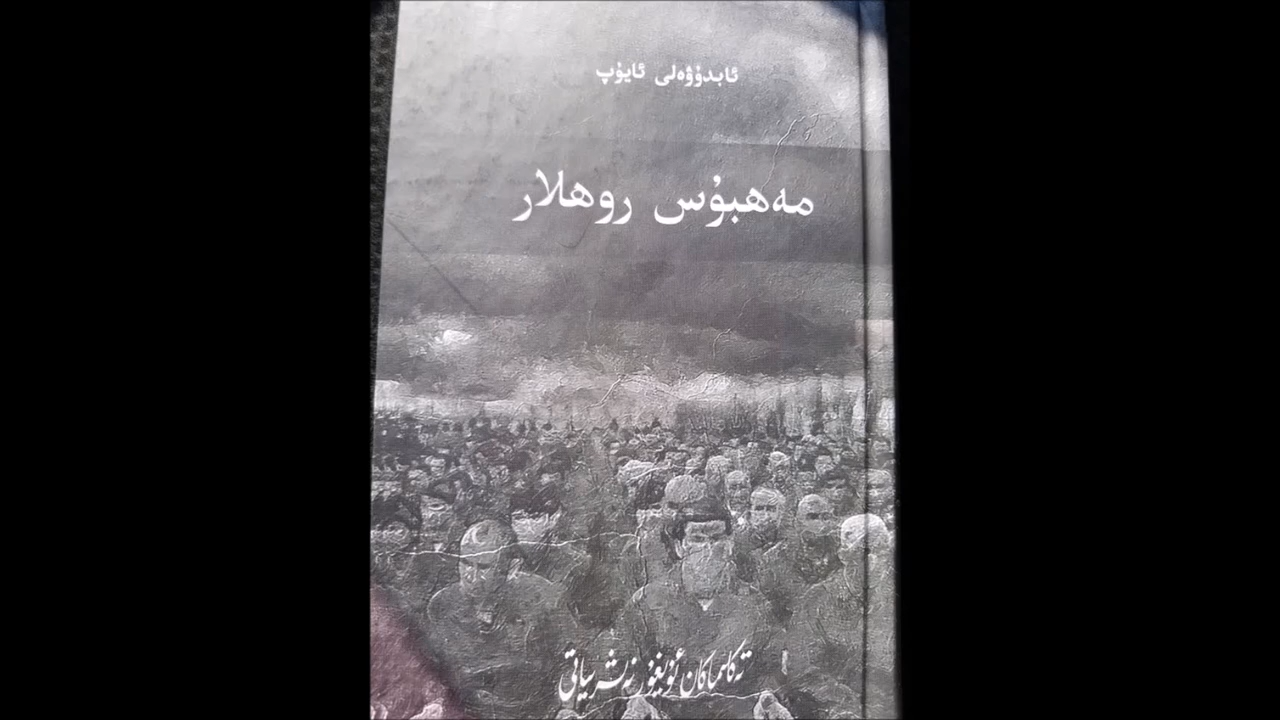 ئابدۇۋەلى ئايۇپ
مەھبۇس روھلار
تەكلىماكان ئۇيغۇر نەشرىياتى